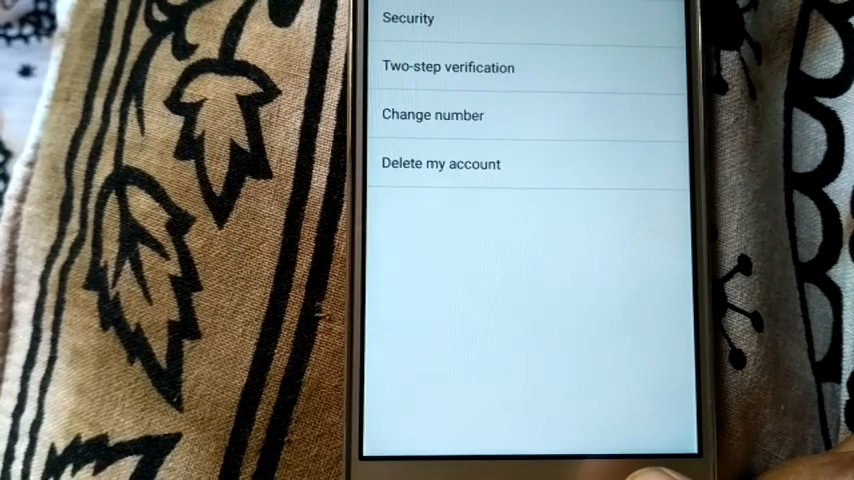 Security
Two-step verification
Change number
Delete my account